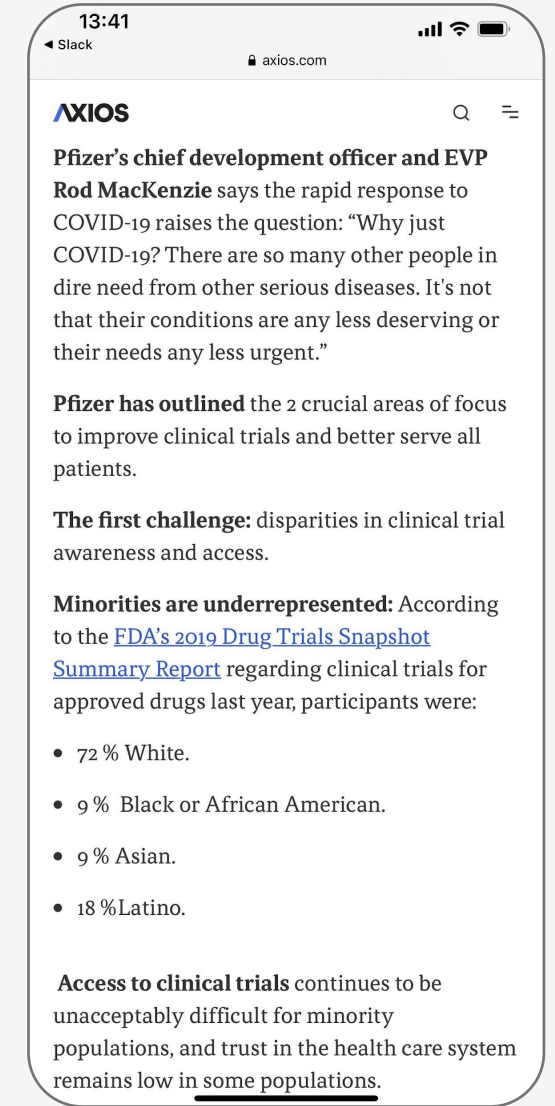 13:41
◀ Slack
axios.com
AXIOS
Pfizer’s chief development officer and EVP
Rod MacKenzie says the rapid response to
COVID-19 raises the question: “Why just
COVID-19? There are so many other people in
dire need from other serious diseases. It's not
that their conditions are any less deserving or
their needs any less urgent.”
Pfizer has outlined the 2 crucial areas of focus
to improve clinical trials and better serve all
patients.
The first challenge: disparities in clinical trial
awareness and access.
Minorities are underrepresented: According
to the FDA’s 2019 Drug Trials Snapshot
Summary Report regarding clinical trials for
approved drugs last year, participants were:
• 72 % White.
• 9 %  Black or African American.
• 9 % Asian.
• 18 %Latino.
Access to clinical trials continues to be
unacceptably difficult for minority
populations, and trust in the health care system
remains low in some populations.